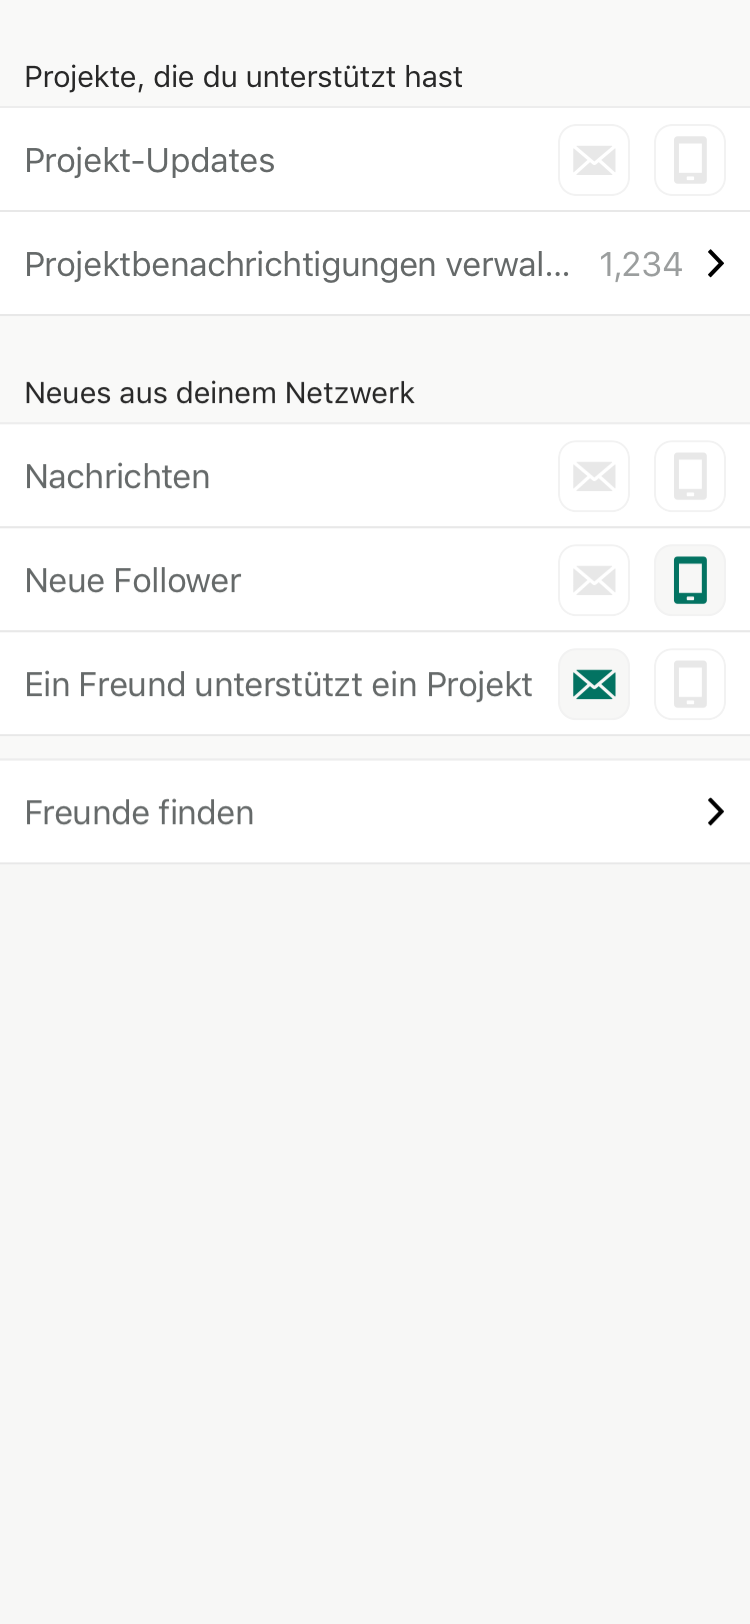 Projekte, die du unterstützt hast
Projekt-Updates
Projektbenachrichtigungen verwal... 1,234
Neues aus deinem Netzwerk
Nachrichten
Neue Follower
Ein Freund unterstützt ein Projekt
Freunde finden